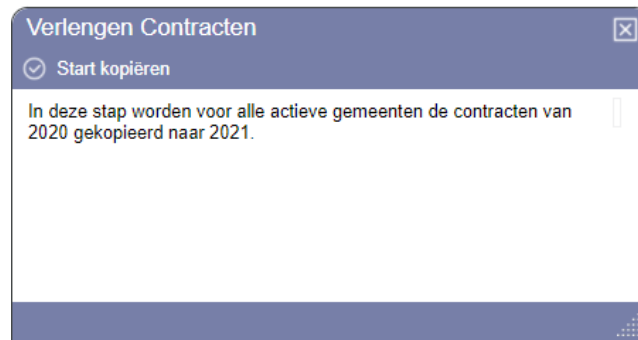 Verlengen Contracten
Start kopiëren
In deze stap worden voor alle actieve gemeenten de contracten van
2020 gekopieerd naar 2021.